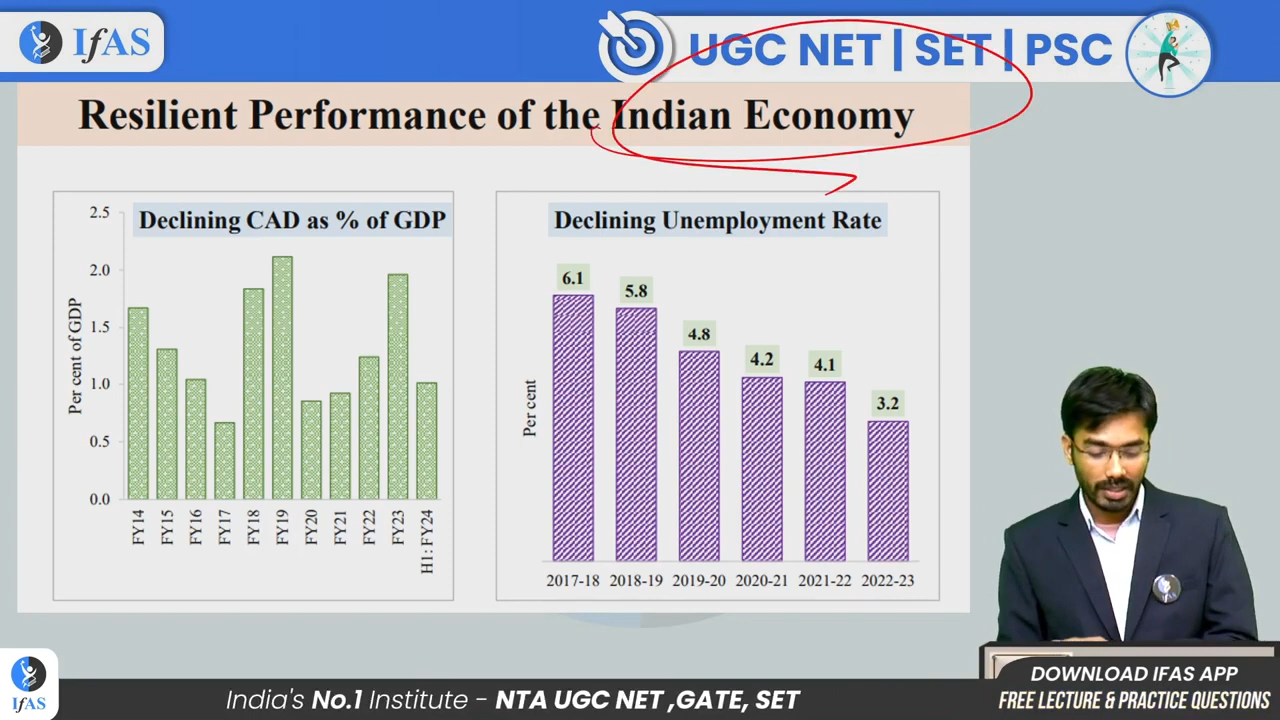 IfAS
UGC NET | SET | PSC
Resilient Performance of the Indian Economy
Declining CAD as % of GDP
Per cent of GDP
2.5
2.0
1.5
1.0
0.5
0.0
FY14
FY15
FY16
FY17
FY18
FY19
FY20
FY21
FY22
FY23
H1: FY24
Declining Unemployment Rate
Per cent
6.1
5.8
4.8
4.2
4.1
3.2
2017-18
2018-19
2019-20
2020-21
2021-22
2022-23
IfAS
India's No.1 Institute - NTA UGC NET ,GATE, SET
DOWNLOAD IFAS APP
FREE LECTURE & PRACTICE QUESTIONS